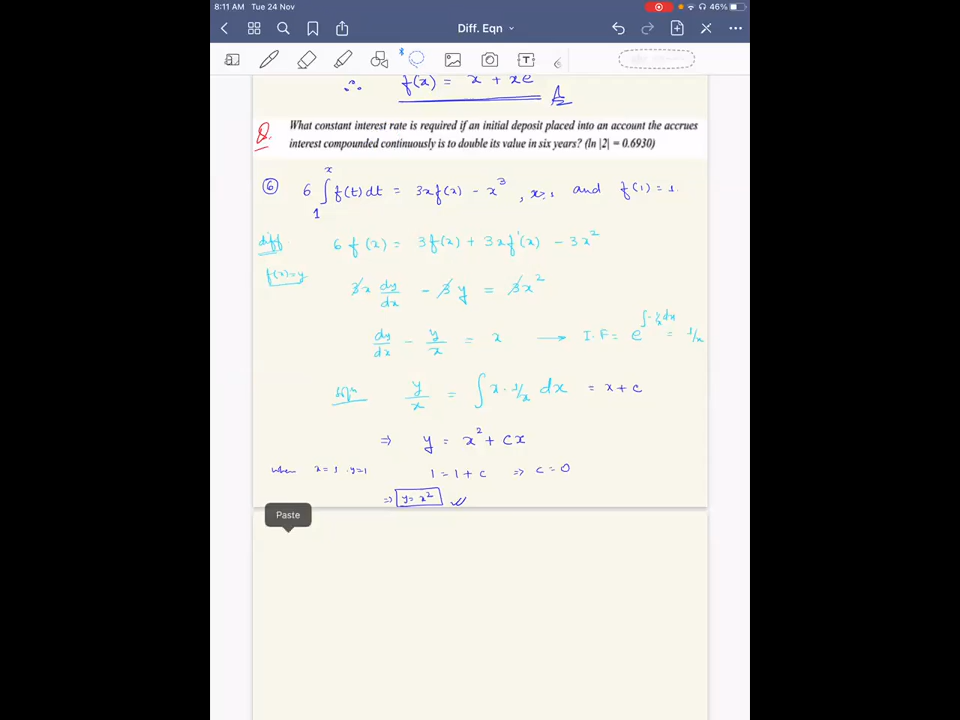 8:11 AM Tue 24 Nov
46%
Diff. Eqn
∴ f(x) = x + xe
Q. What constant interest rate is required if an initial deposit placed into an account the accrues
interest compounded continuously is to double its value in six years? (ln |2| = 0.6930)
⑥ 6 ∫₁ˣ f(t)dt = 3xf(x) - x³ , x≥1 and f(1) = 1.
diff 6 f(x) = 3f(x) + 3xf'(x) - 3x²
f(x)=y
3x dy/dx - 3y = 3x²
dy/dx - y/x = x → I.F = e^∫-1/x dx = 1/x
y/x = ∫ x · 1/x dx = x + c
⇒ y = x² + cx
when x = 1 , y = 1 1 = 1 + c ⇒ c = 0
⇒ y = x²
Paste